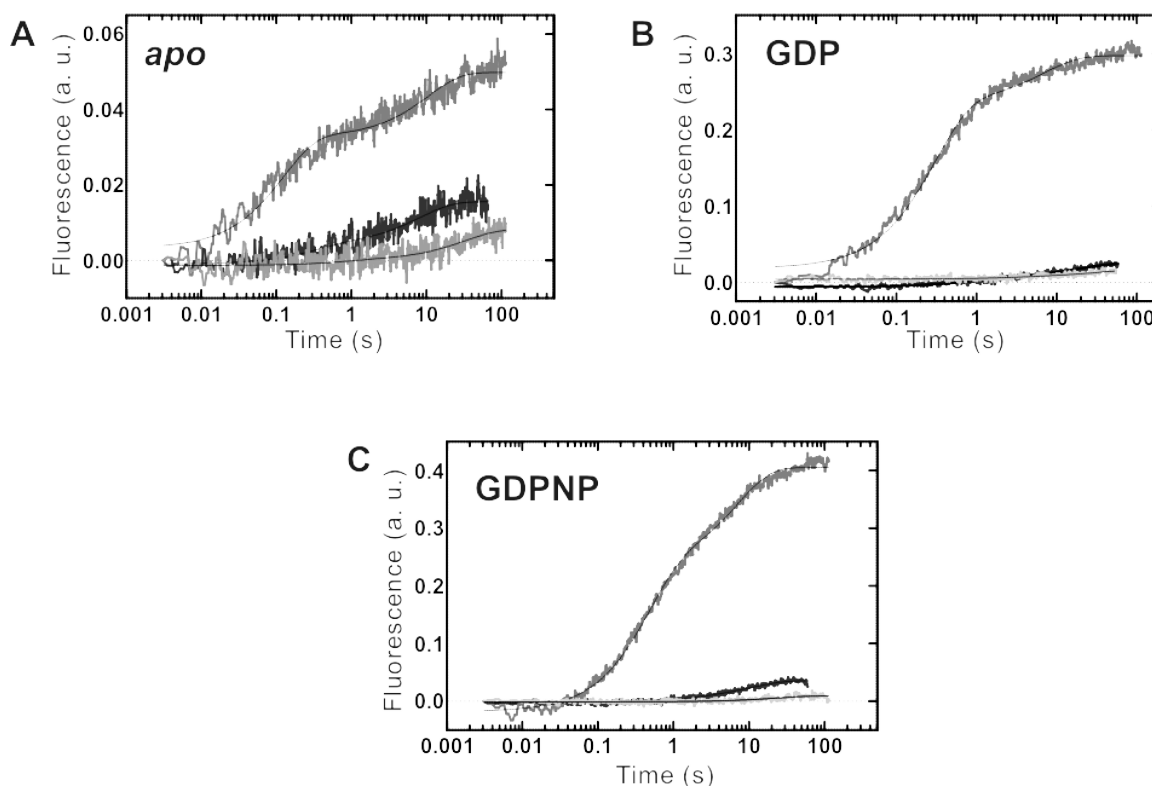 A
apo
Fluorescence (a. u.)
0.06
0.04
0.02
0.00
0.001 0.01 0.1 1 10 100
Time (s)
B
GDP
Fluorescence (a. u.)
0.3
0.2
0.1
0.0
0.001 0.01 0.1 1 10 100
Time (s)
C
GDPNP
Fluorescence (a. u.)
0.4
0.3
0.2
0.1
0.0
0.001 0.01 0.1 1 10 100
Time (s)